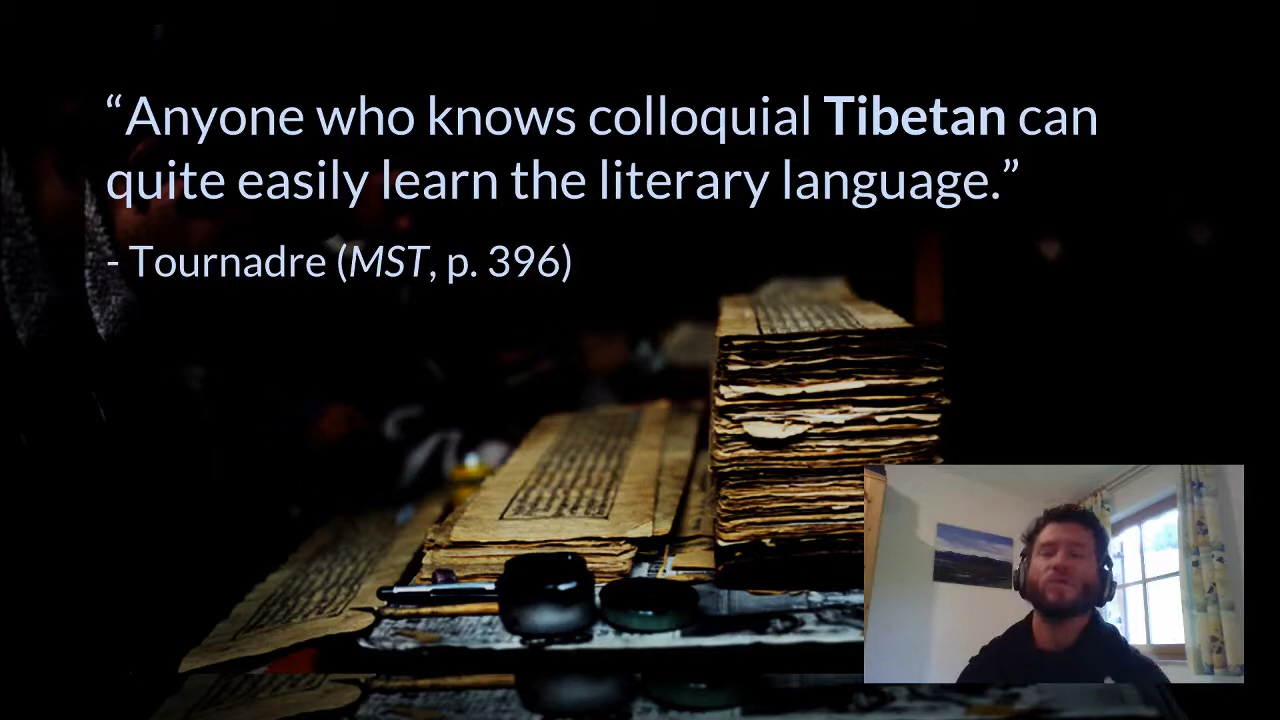 “Anyone who knows colloquial Tibetan can
quite easily learn the literary language.”
- Tournadre (MST, p. 396)